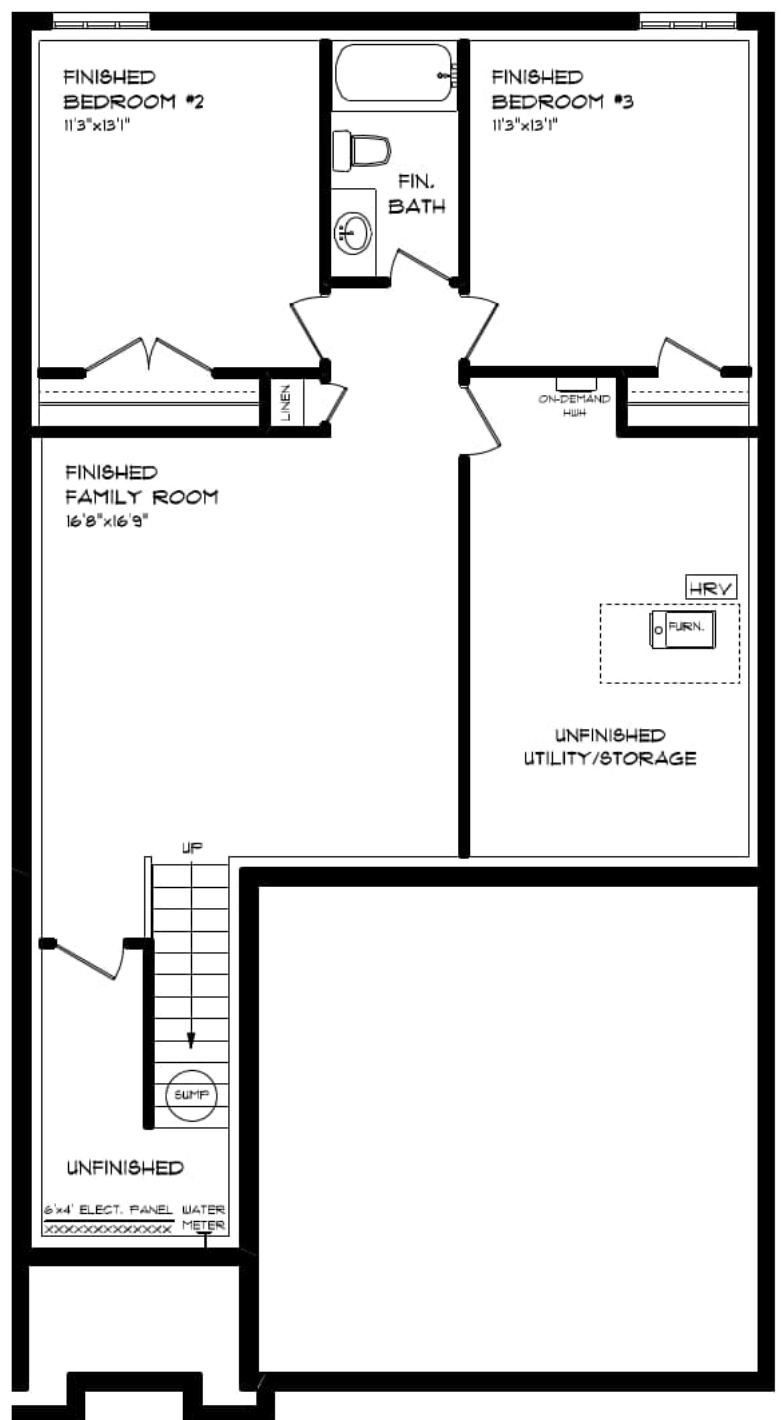 FINISHED
BEDROOM #2
11'3"x13'1"
FINISHED
BEDROOM #3
11'3"x13'1"
FIN.
BATH
LINEN
ON-DEMAND
HWH
FINISHED
FAMILY ROOM
16'8"x16'9"
HRV
FURN.
UNFINISHED
UTILITY/STORAGE
UP
SUMP
UNFINISHED
6'x4' ELECT. PANEL
XXXXXXXXXXXXX
WATER
METER